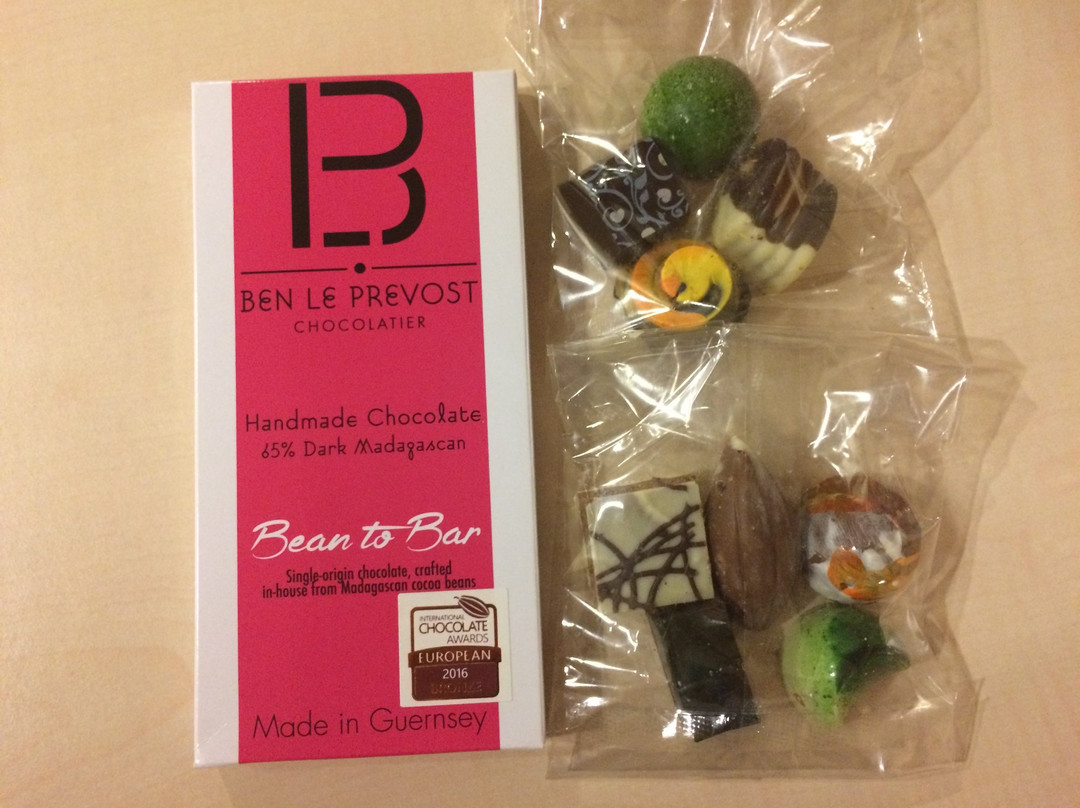 B
BEN LE PREVOST
CHOCOLATIER
Handmade Chocolate
65% Dark Madagascan
Bean to Bar
Single-origin chocolate, crafted
in-house from Madagascan cocoa beans
INTERNATIONAL
CHOCOLATE
AWARDS
EUROPEAN
2016
BRONZE
Made in Guernsey